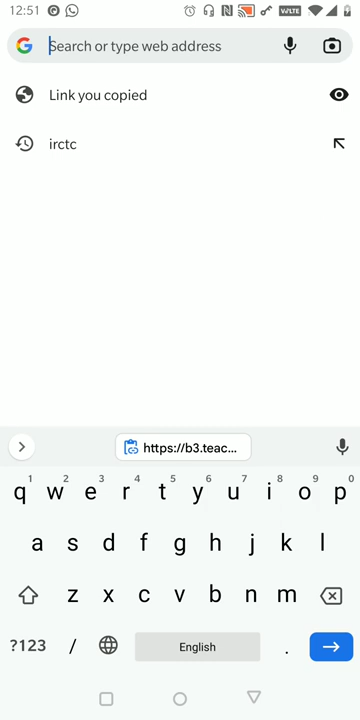 12:51
VoLTE
Search or type web address
Link you copied
irctc
https://b3.teac...
1 2 3 4 5 6 7 8 9 0
q w e r t y u i o p
a s d f g h j k l
z x c v b n m
?123 / English .